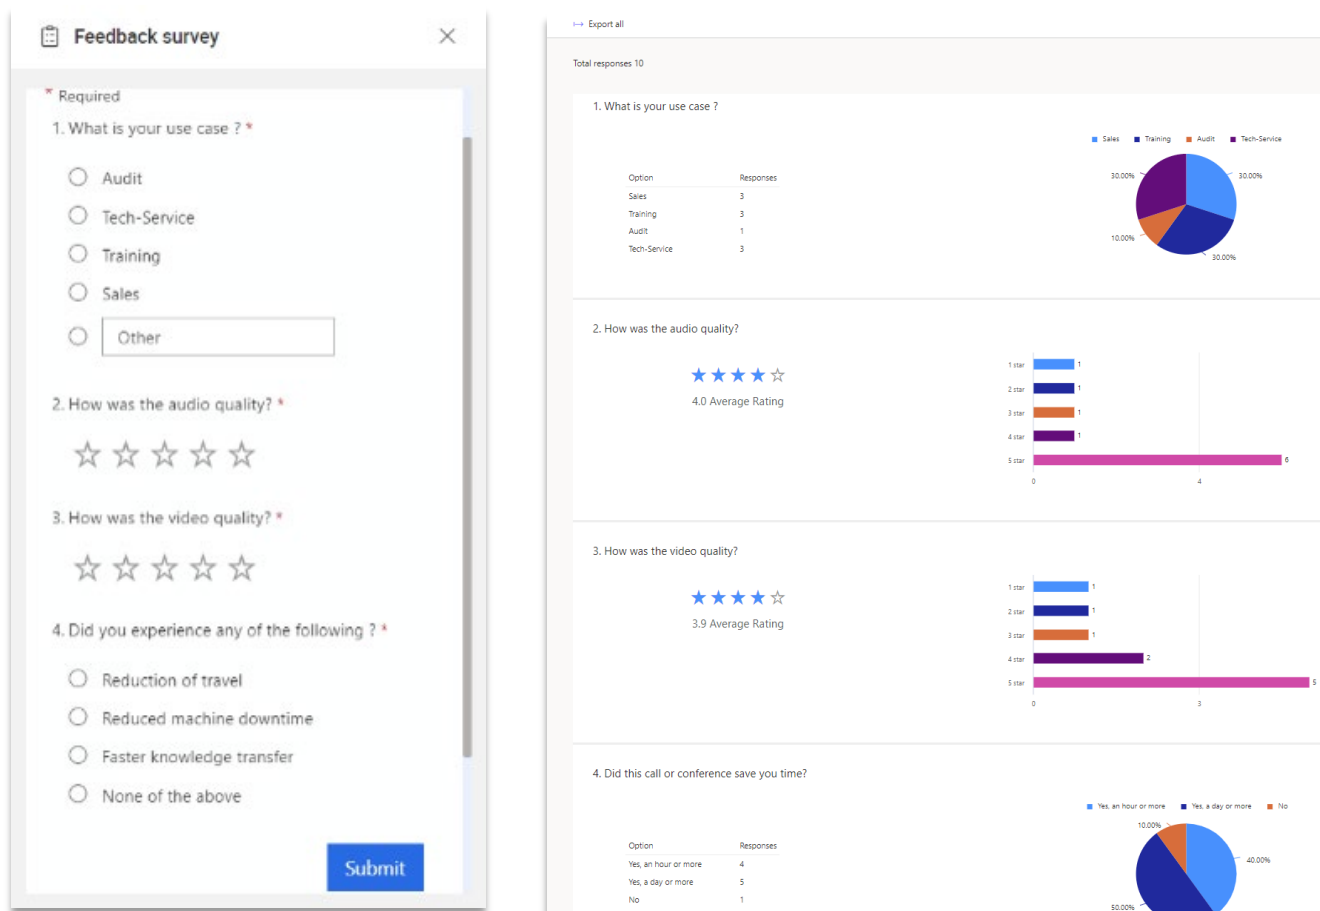 Feedback survey
* Required
1. What is your use case ? *
Audit
Tech-Service
Training
Sales
Other
2. How was the audio quality? *
3. How was the video quality? *
4. Did you experience any of the following ? *
Reduction of travel
Reduced machine downtime
Faster knowledge transfer
None of the above
Submit
Export all
Total responses 10
1. What is your use case ?
Sales Training Audit Tech-Service
Option Responses
Sales 3
Training 3
Audit 1
Tech-Service 3
30.00% 30.00%
10.00%
30.00%
2. How was the audio quality?
4.0 Average Rating
1 star 1
2 star 1
3 star 1
4 star 1
5 star 6
0 4
3. How was the video quality?
3.9 Average Rating
1 star 1
2 star 1
3 star 1
4 star 2
5 star 5
0 3
4. Did this call or conference save you time?
Yes, an hour or more Yes, a day or more No
Option Responses
Yes, an hour or more 4
Yes, a day or more 5
No 1
10.00%
40.00%
50.00%